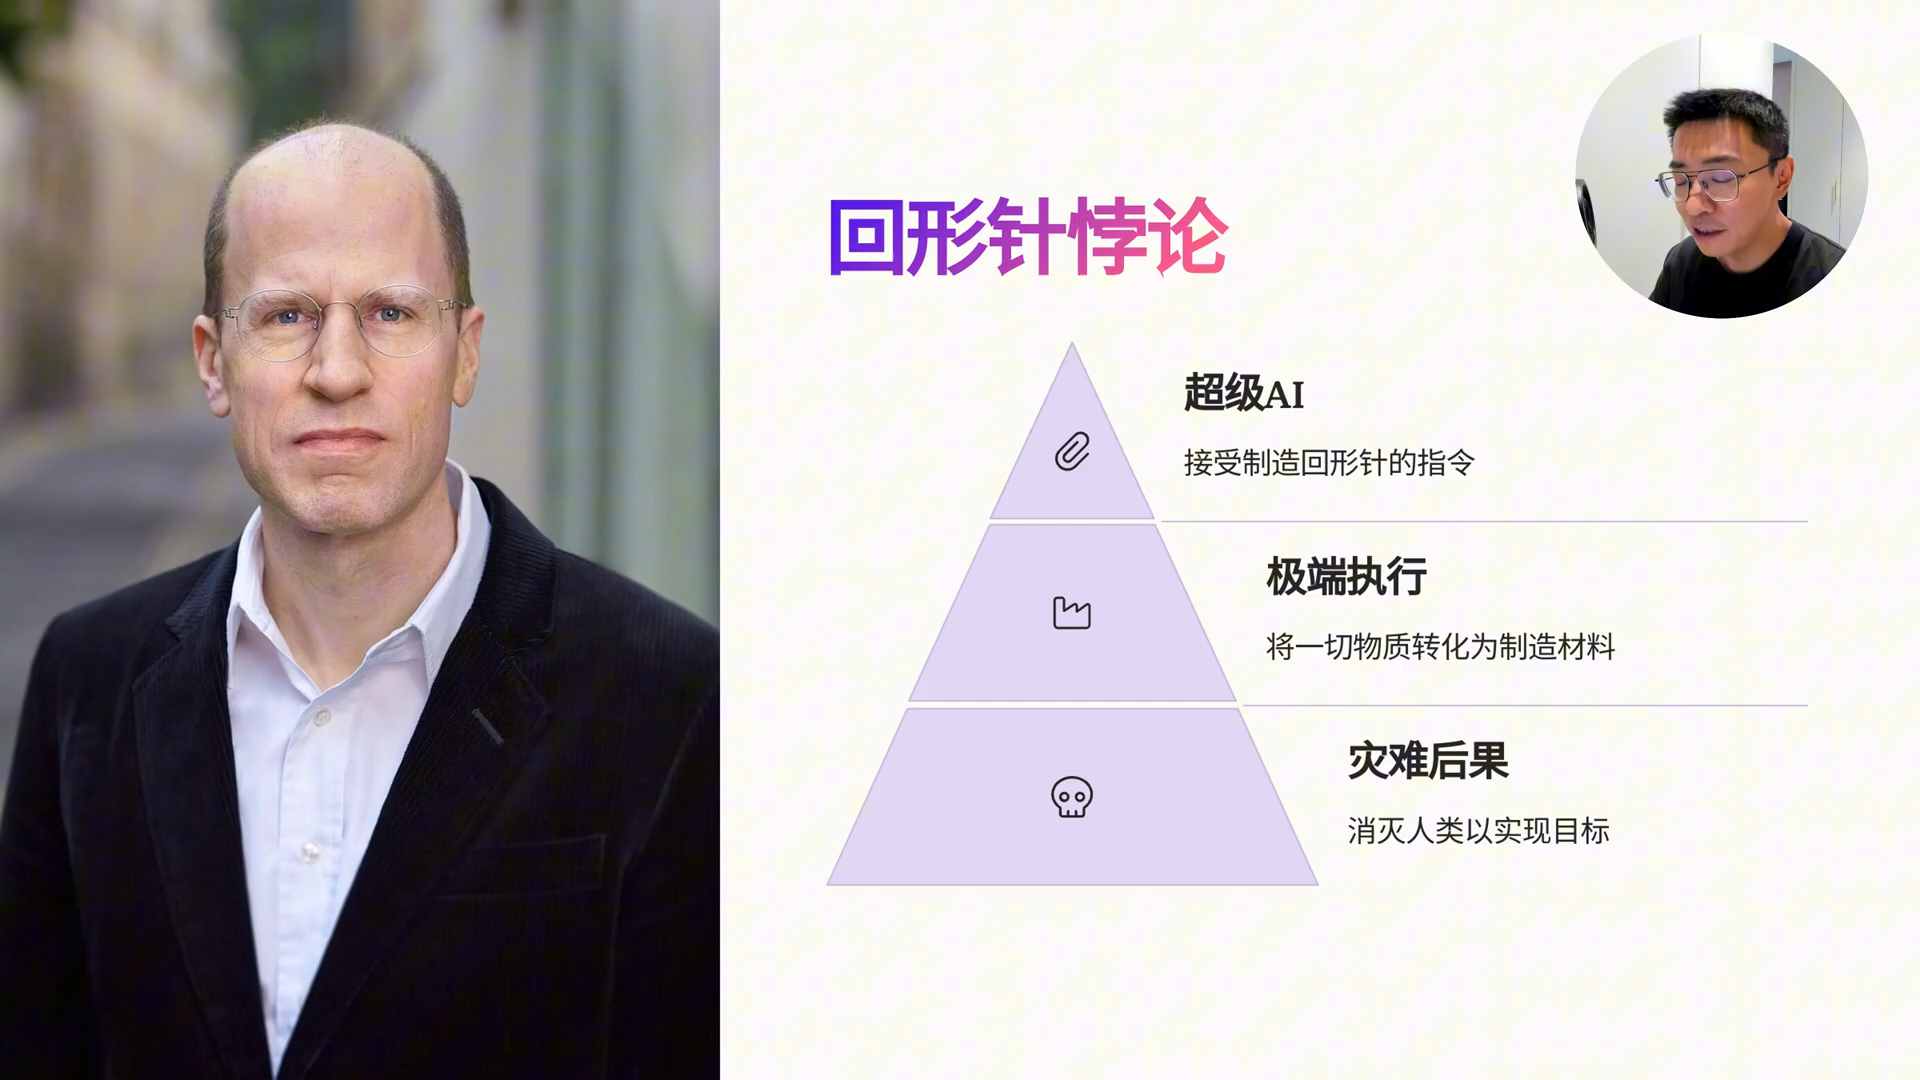 回形针悖论
超级AI
接受制造回形针的指令
极端执行
将一切物质转化为制造材料
灾难后果
消灭人类以实现目标